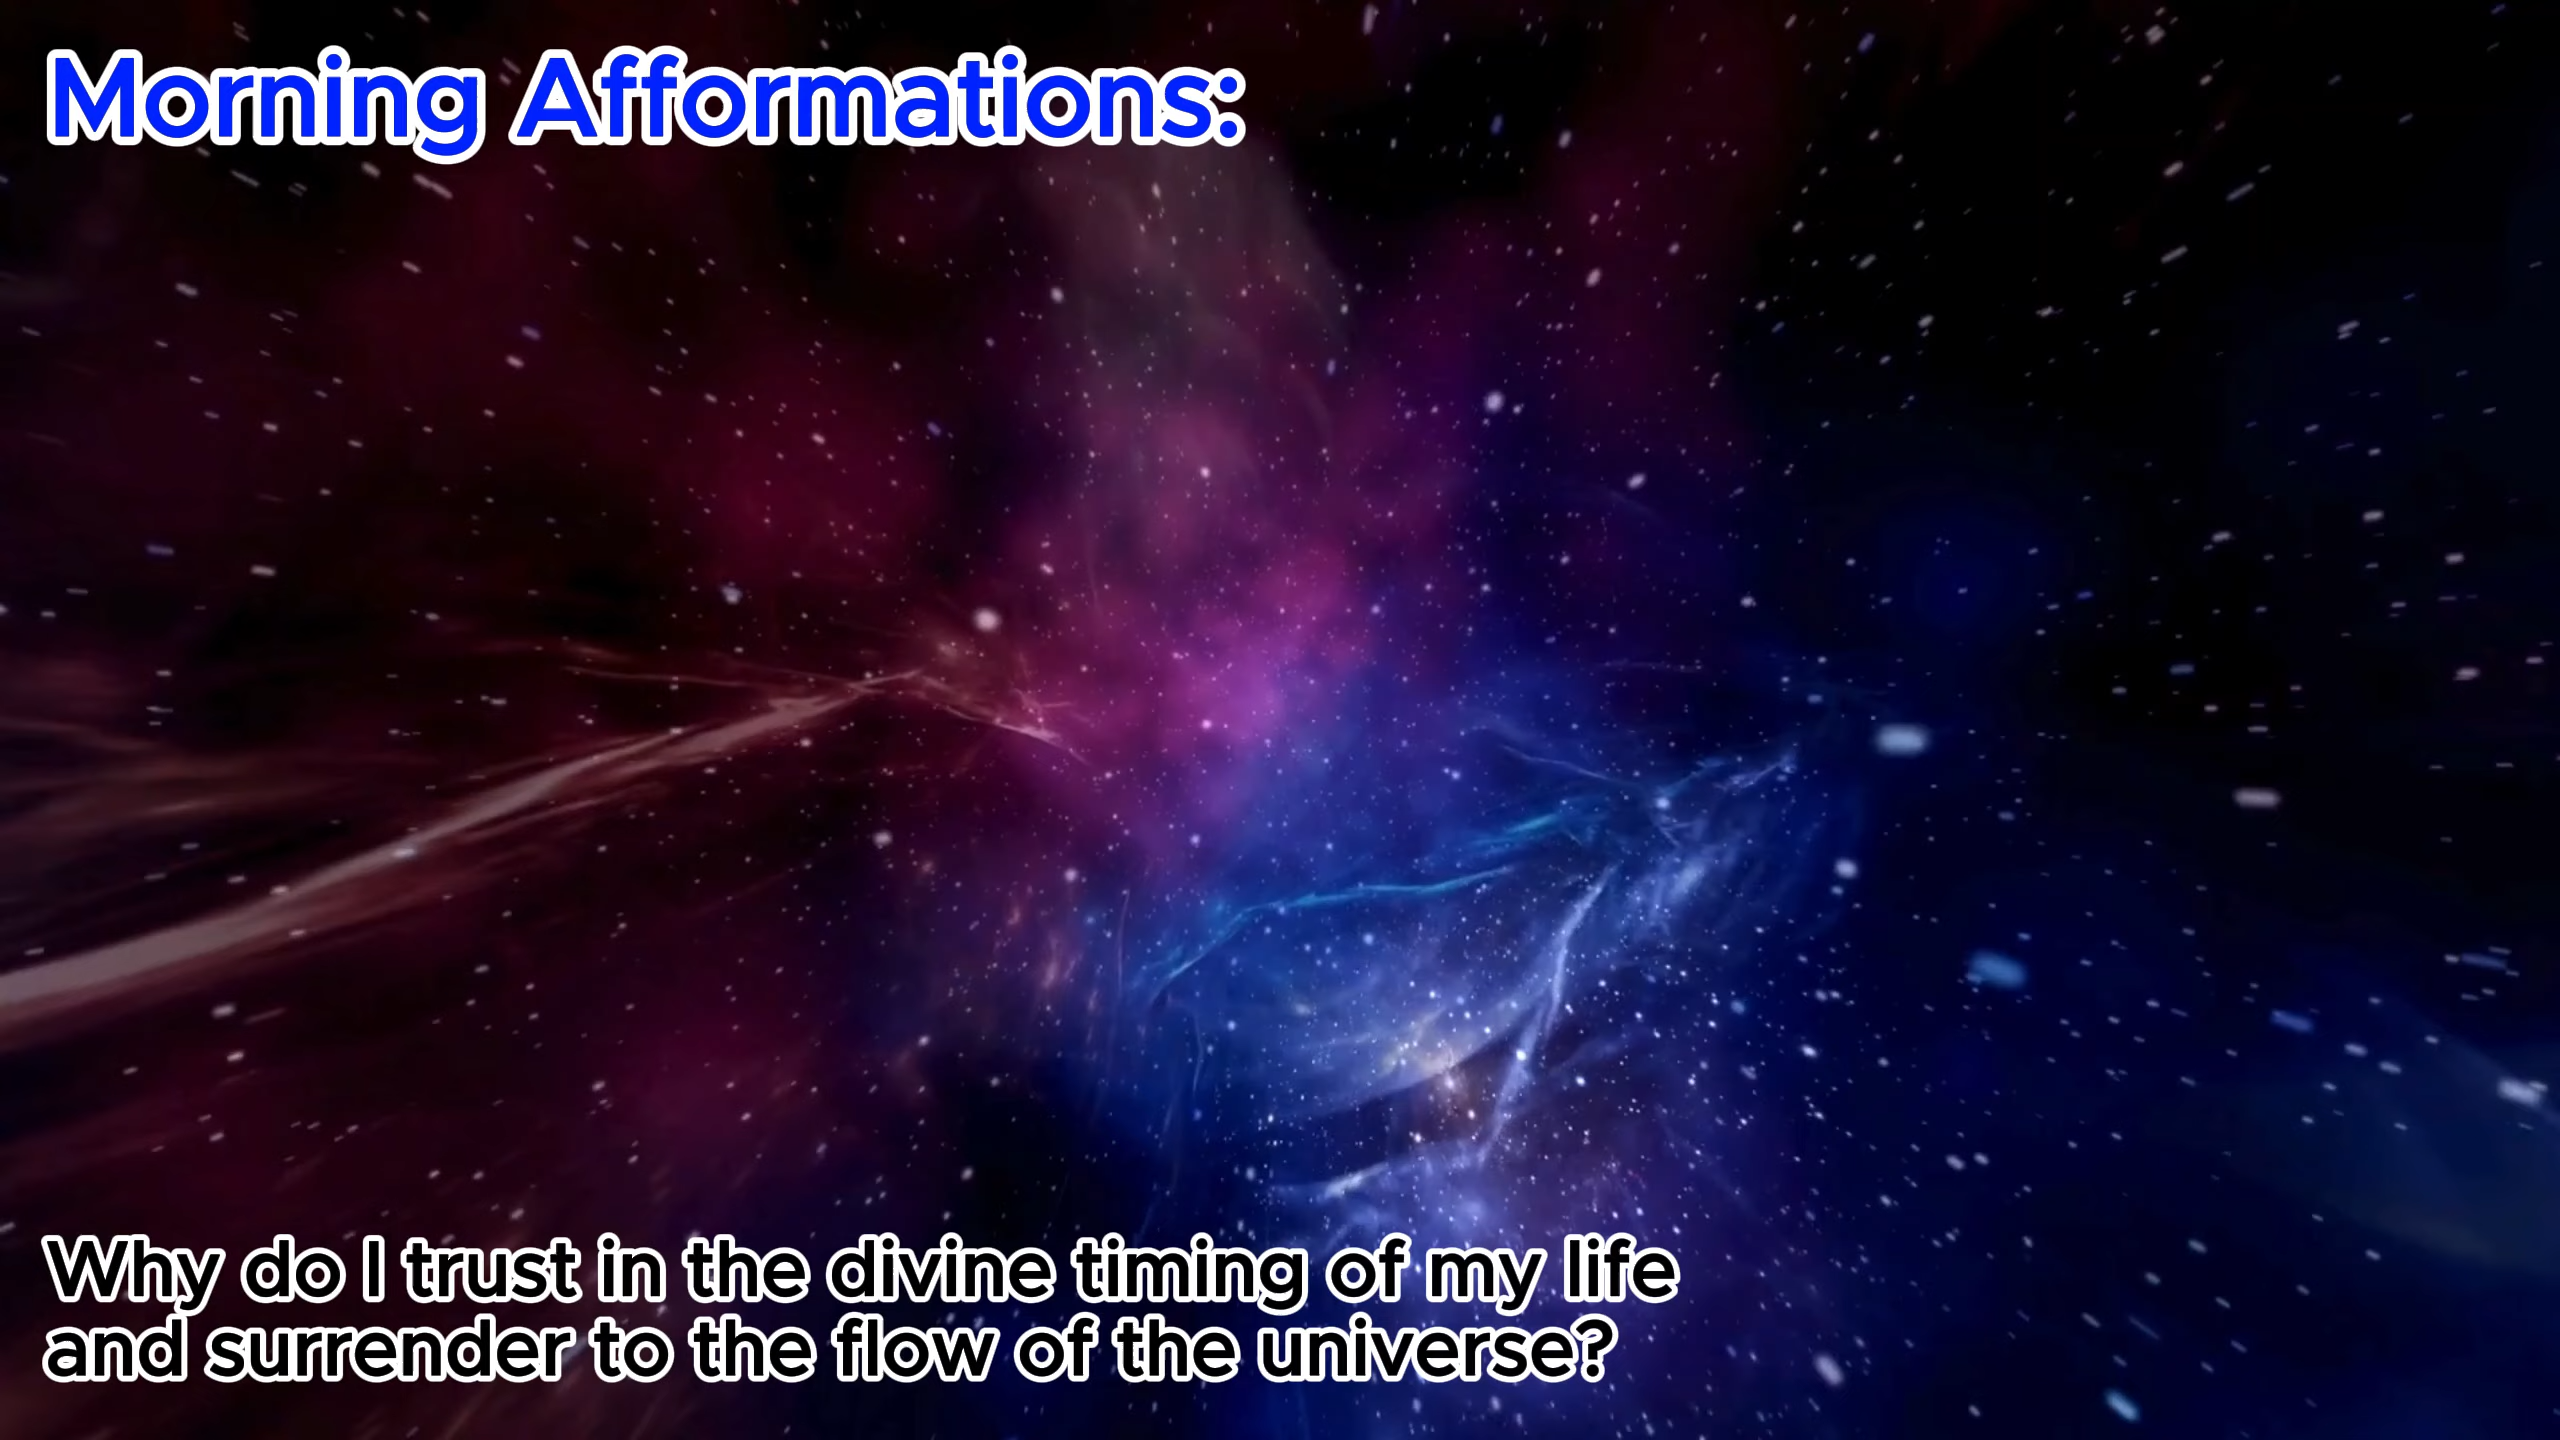 Morning Afformations:
Why do I trust in the divine timing of my life
and surrender to the flow of the universe?